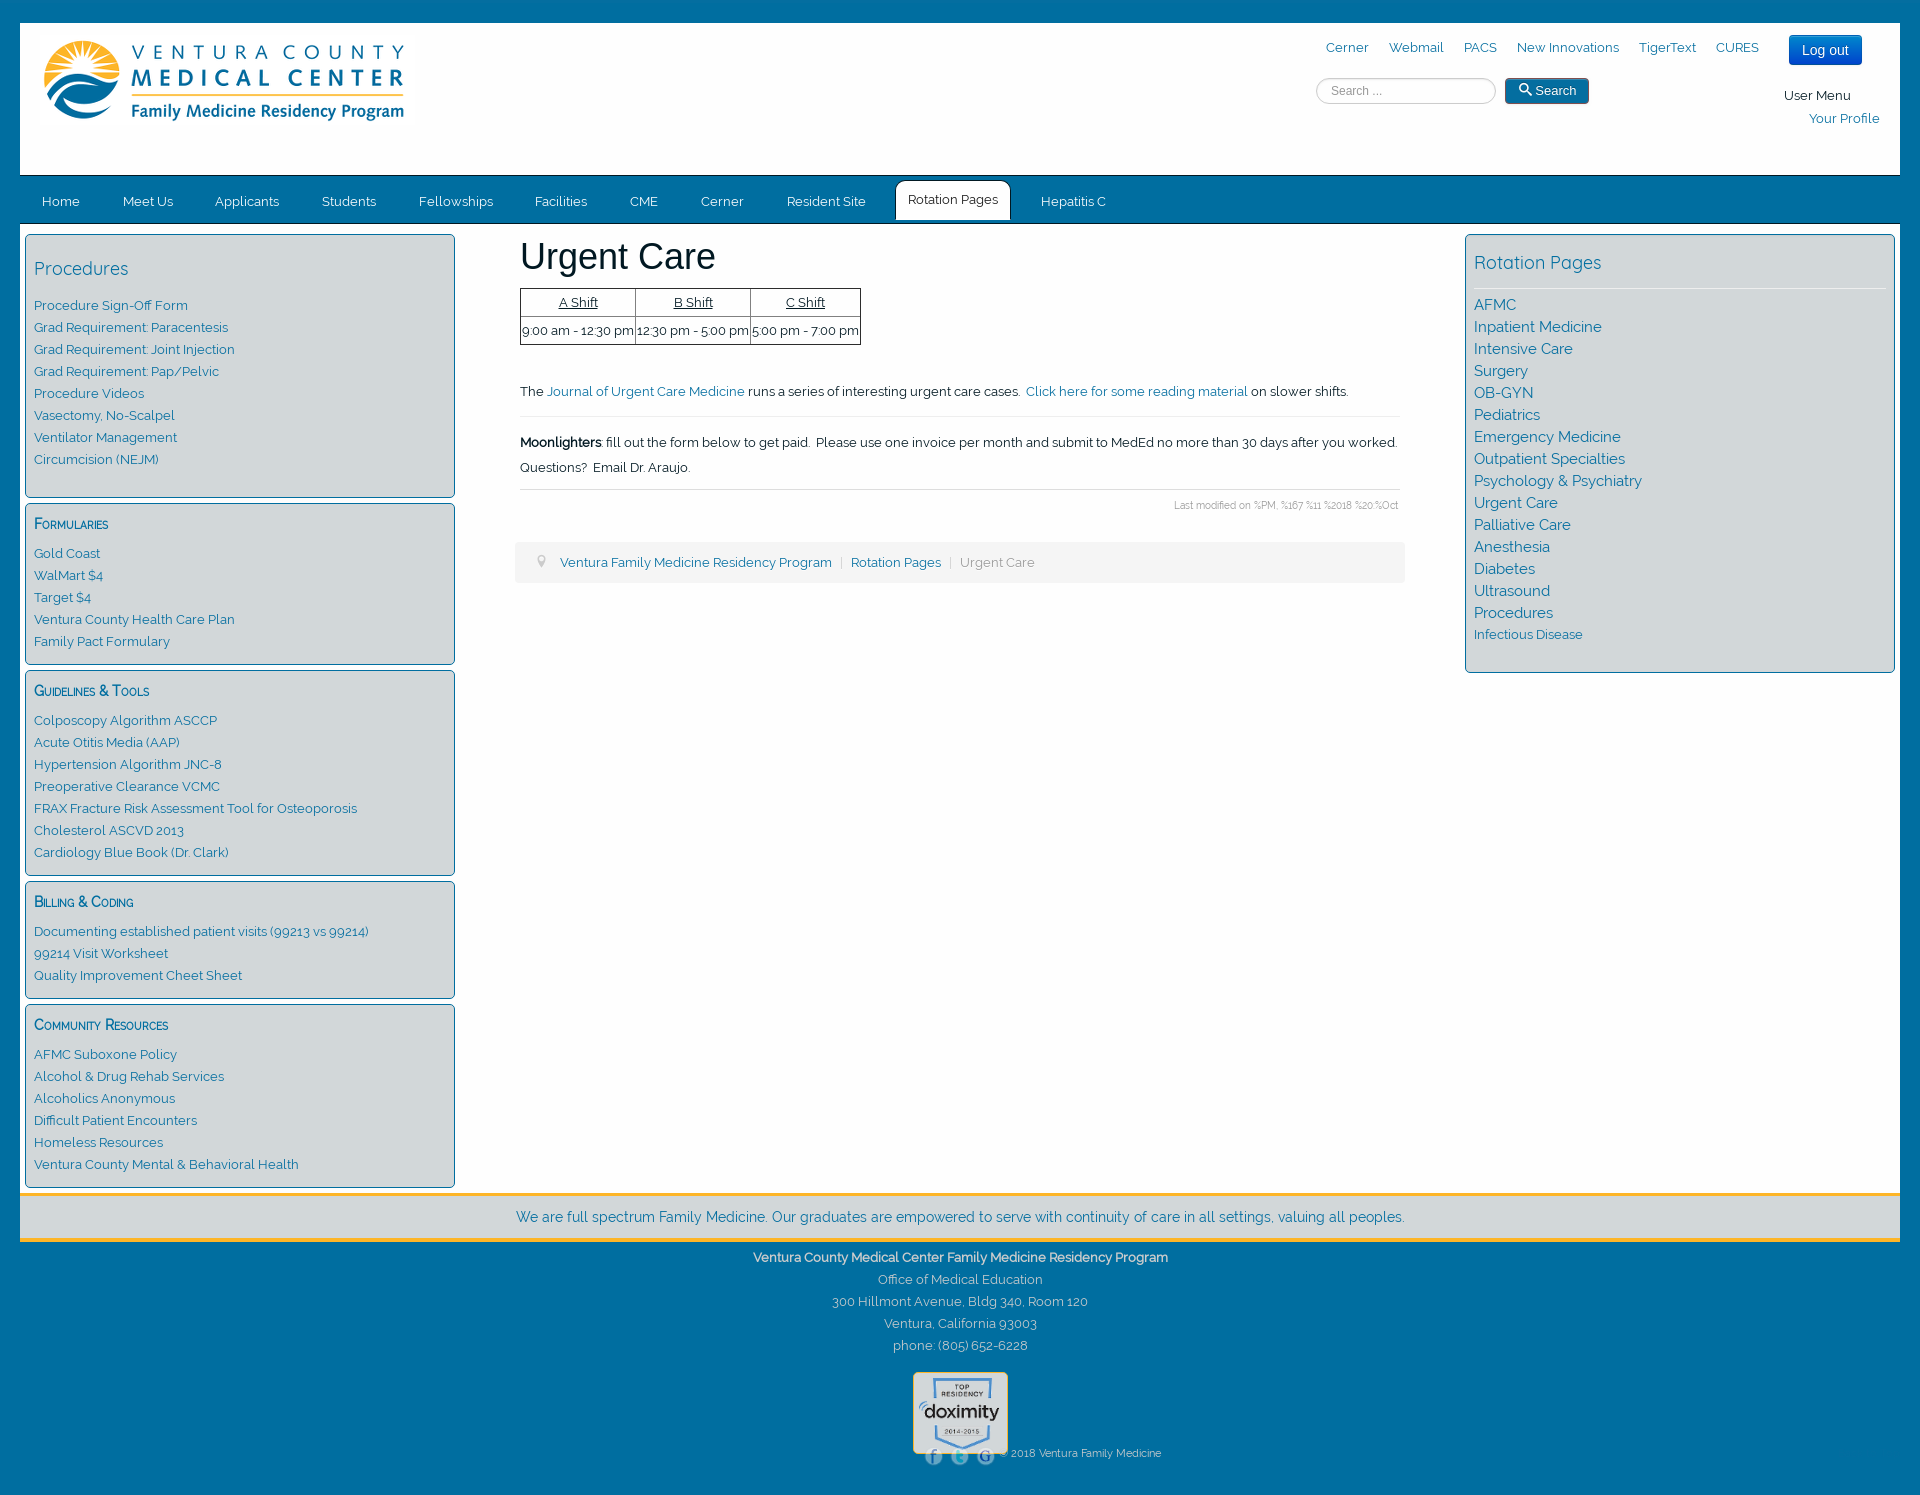 VENTURA COUNTY
MEDICAL CENTER
Family Medicine Residency Program
Cerner Webmail PACS New Innovations TigerText CURES Log out
Search ... Search
User Menu
Your Profile
Home Meet Us Applicants Students Fellowships Facilities CME Cerner Resident Site Rotation Pages Hepatitis C
Procedures
Procedure Sign-Off Form
Grad Requirement: Paracentesis
Grad Requirement: Joint Injection
Grad Requirement: Pap/Pelvic
Procedure Videos
Vasectomy, No-Scalpel
Ventilator Management
Circumcision (NEJM)
Formularies
Gold Coast
WalMart $4
Target $4
Ventura County Health Care Plan
Family Pact Formulary
Guidelines & Tools
Colposcopy Algorithm ASCCP
Acute Otitis Media (AAP)
Hypertension Algorithm JNC-8
Preoperative Clearance VCMC
FRAX Fracture Risk Assessment Tool for Osteoporosis
Cholesterol ASCVD 2013
Cardiology Blue Book (Dr. Clark)
Billing & Coding
Documenting established patient visits (99213 vs 99214)
99214 Visit Worksheet
Quality Improvement Cheet Sheet
Community Resources
AFMC Suboxone Policy
Alcohol & Drug Rehab Services
Alcoholics Anonymous
Difficult Patient Encounters
Homeless Resources
Ventura County Mental & Behavioral Health
Urgent Care
A Shift B Shift C Shift
9:00 am - 12:30 pm 12:30 pm - 5:00 pm 5:00 pm - 7:00 pm
The Journal of Urgent Care Medicine runs a series of interesting urgent care cases. Click here for some reading material on slower shifts.
Moonlighters: fill out the form below to get paid. Please use one invoice per month and submit to MedEd no more than 30 days after you worked.
Questions? Email Dr. Araujo.
Last modified on %PM, %167 %11 %2018 %20:%Oct
Ventura Family Medicine Residency Program | Rotation Pages | Urgent Care
Rotation Pages
AFMC
Inpatient Medicine
Intensive Care
Surgery
OB-GYN
Pediatrics
Emergency Medicine
Outpatient Specialties
Psychology & Psychiatry
Urgent Care
Palliative Care
Anesthesia
Diabetes
Ultrasound
Procedures
Infectious Disease
We are full spectrum Family Medicine. Our graduates are empowered to serve with continuity of care in all settings, valuing all peoples.
Ventura County Medical Center Family Medicine Residency Program
Office of Medical Education
300 Hillmont Avenue, Bldg 340, Room 120
Ventura, California 93003
phone: (805) 652-6228
TOP
RESIDENCY
doximity
2014-2015
f t G © 2018 Ventura Family Medicine